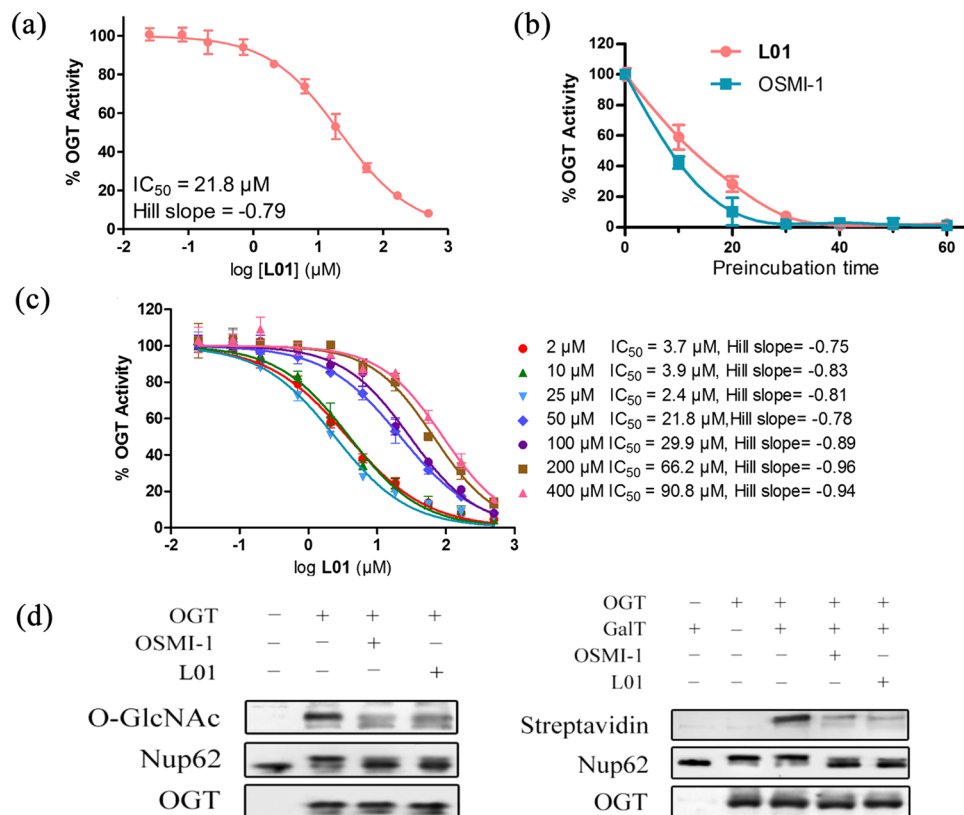 (a)
% OGT Activity
100
80
60
40
20
0
IC50 = 21.8 µM
Hill slope = -0.79
-2 -1 0 1 2 3
log [L01] (µM)
(b)
% OGT Activity
120
100
80
60
40
20
0
L01
OSMI-1
0 20 40 60
Preincubation time
(c)
% OGT Activity
120
100
80
60
40
20
0
-2 -1 0 1 2 3
log L01 (µM)
2 µM IC50 = 3.7 µM, Hill slope= -0.75
10 µM IC50 = 3.9 µM, Hill slope= -0.83
25 µM IC50 = 2.4 µM, Hill slope= -0.81
50 µM IC50 = 21.8 µM,Hill slope= -0.78
100 µM IC50 = 29.9 µM, Hill slope= -0.89
200 µM IC50 = 66.2 µM, Hill slope= -0.96
400 µM IC50 = 90.8 µM, Hill slope= -0.94
(d)
OGT − + + +
OSMI-1 − − + −
L01 − − − +
O-GlcNAc
Nup62
OGT
OGT − + + + +
GalT + − + + +
OSMI-1 − − − + −
L01 − − − − +
Streptavidin
Nup62
OGT